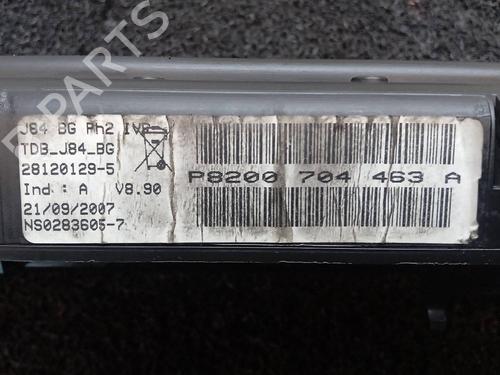 J84 BG Ph2 IVP
TDB_J84_BG
28120129-5
Ind : A V8.90
21/09/2007
NS0283605-7
P8200 704 463 A
B-PARTS